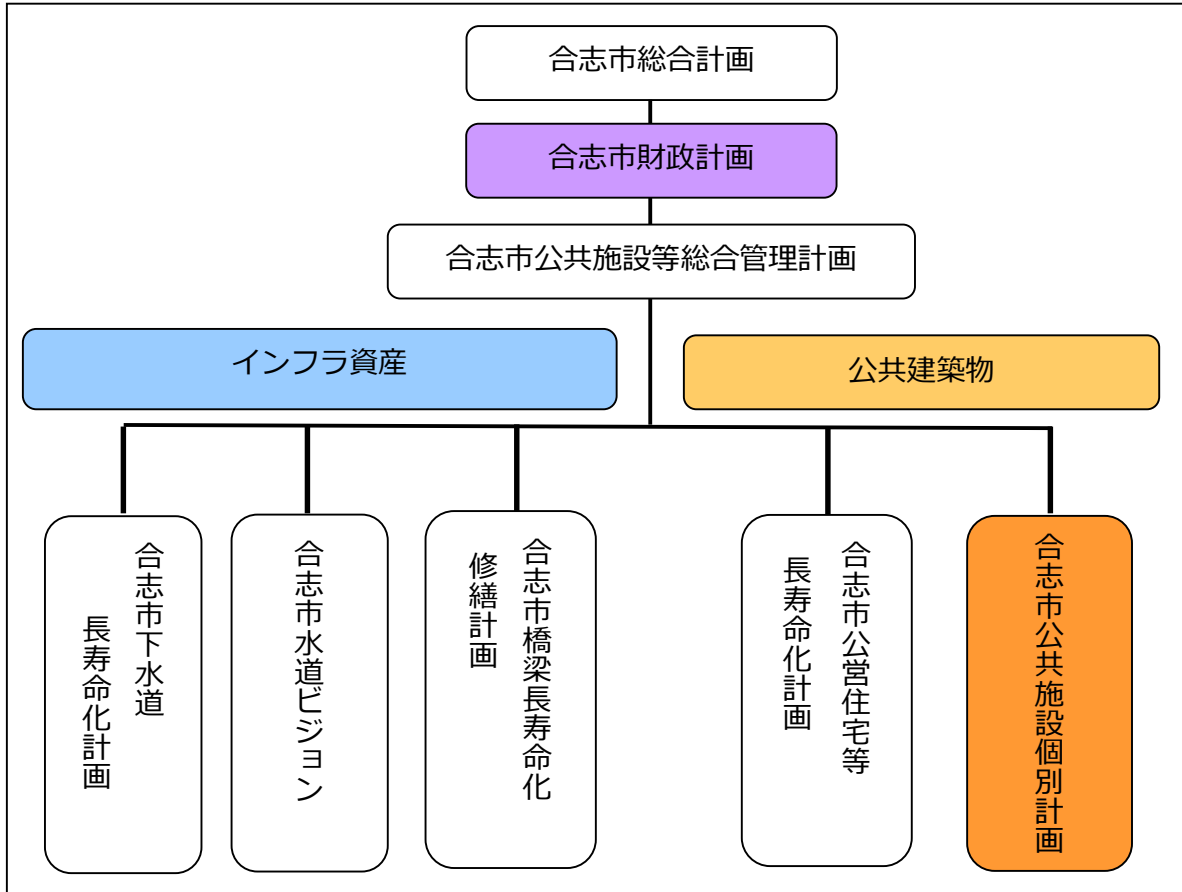 合志市総合計画
合志市財政計画
合志市公共施設等総合管理計画
インフラ資産
公共建築物
合志市下水道
長寿命化計画
合志市水道ビジョン
合志市橋梁長寿命化
修繕計画
合志市公営住宅等
長寿命化計画
合志市公共施設個別計画